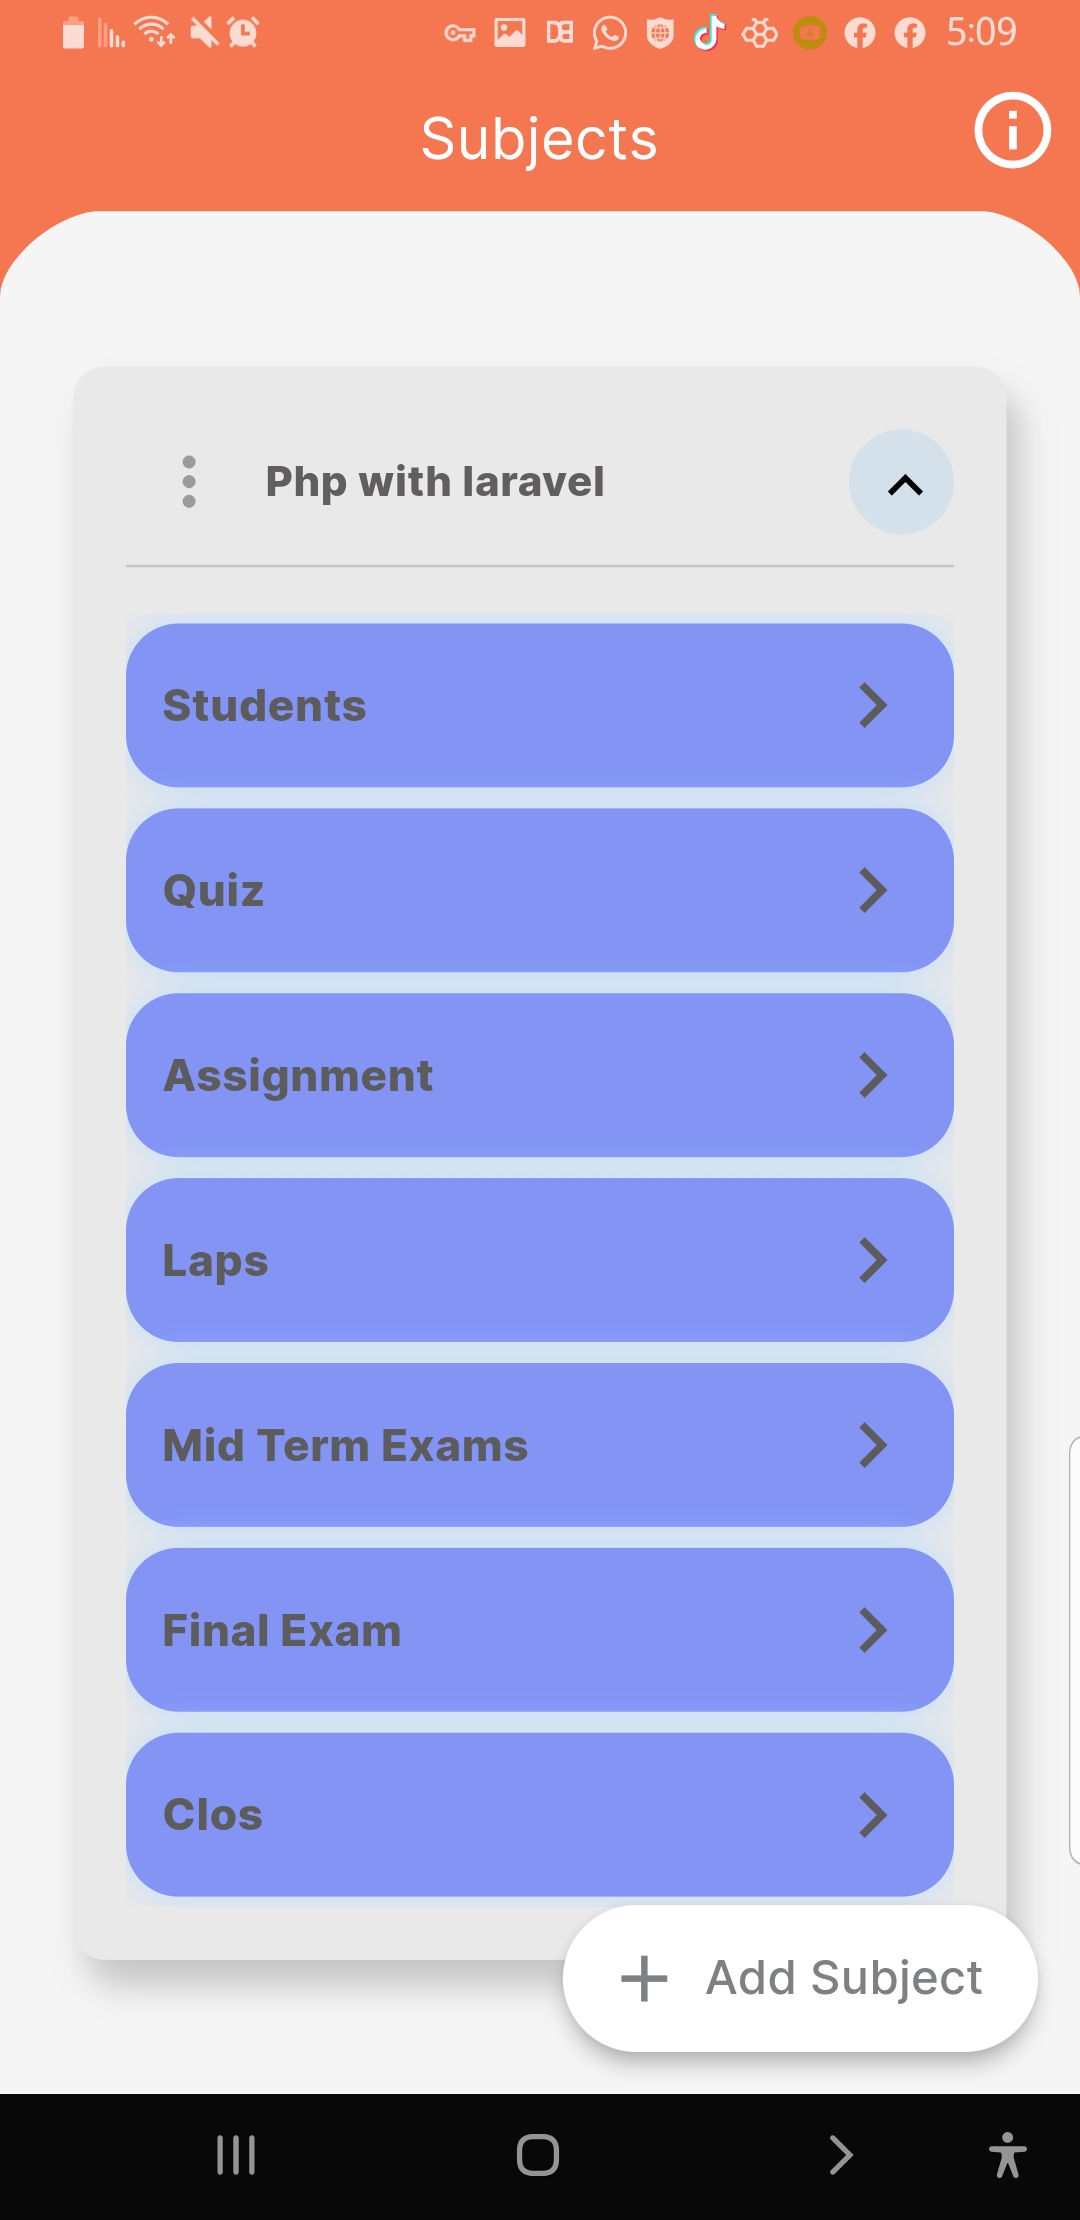 5:09
Subjects
Php with laravel
Students
Quiz
Assignment
Laps
Mid Term Exams
Final Exam
Clos
Add Subject